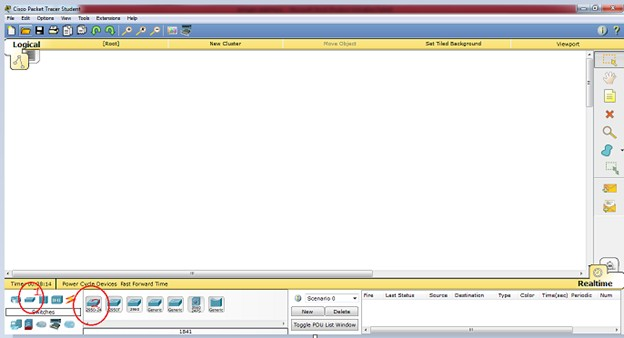 Cisco Packet Tracer Student
File Edit Options View Tools Extensions Help
Logical [Root] New Cluster Move Object Set Tiled Background Viewport
Time: 00:38:14 Power Cycle Devices Fast Forward Time Realtime
1
Switches
2950-24 2960 Generic Generic Generic
1841
Scenario 0
New Delete
Toggle PDU List Window
Fire Last Status Source Destination Type Color Time(sec) Periodic Num